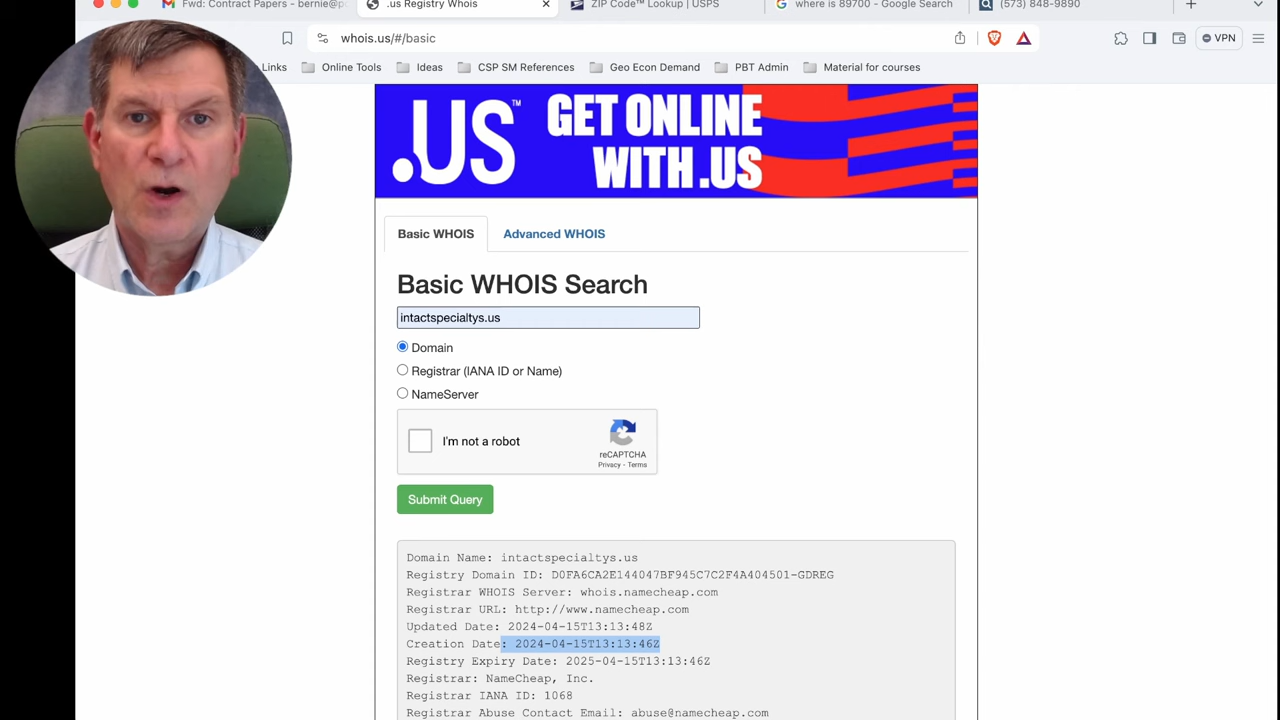 Fwd: Contract Papers - bernie@p
.us Registry Whois
ZIP Code™ Lookup | USPS
where is 89700 - Google Search
(573) 848-9890
whois.us/#/basic
VPN
Links
Online Tools
Ideas
CSP SM References
Geo Econ Demand
PBT Admin
Material for courses
.US™
GET ONLINE
WITH .US
Basic WHOIS
Advanced WHOIS
Basic WHOIS Search
intactspecialtys.us
Domain
Registrar (IANA ID or Name)
NameServer
I'm not a robot
reCAPTCHA
Privacy - Terms
Submit Query
Domain Name: intactspecialtys.us
Registry Domain ID: D0FA6CA2E144047BF945C7C2F4A404501-GDREG
Registrar WHOIS Server: whois.namecheap.com
Registrar URL: http://www.namecheap.com
Updated Date: 2024-04-15T13:13:48Z
Creation Date: 2024-04-15T13:13:46Z
Registry Expiry Date: 2025-04-15T13:13:46Z
Registrar: NameCheap, Inc.
Registrar IANA ID: 1068
Registrar Abuse Contact Email: abuse@namecheap.com